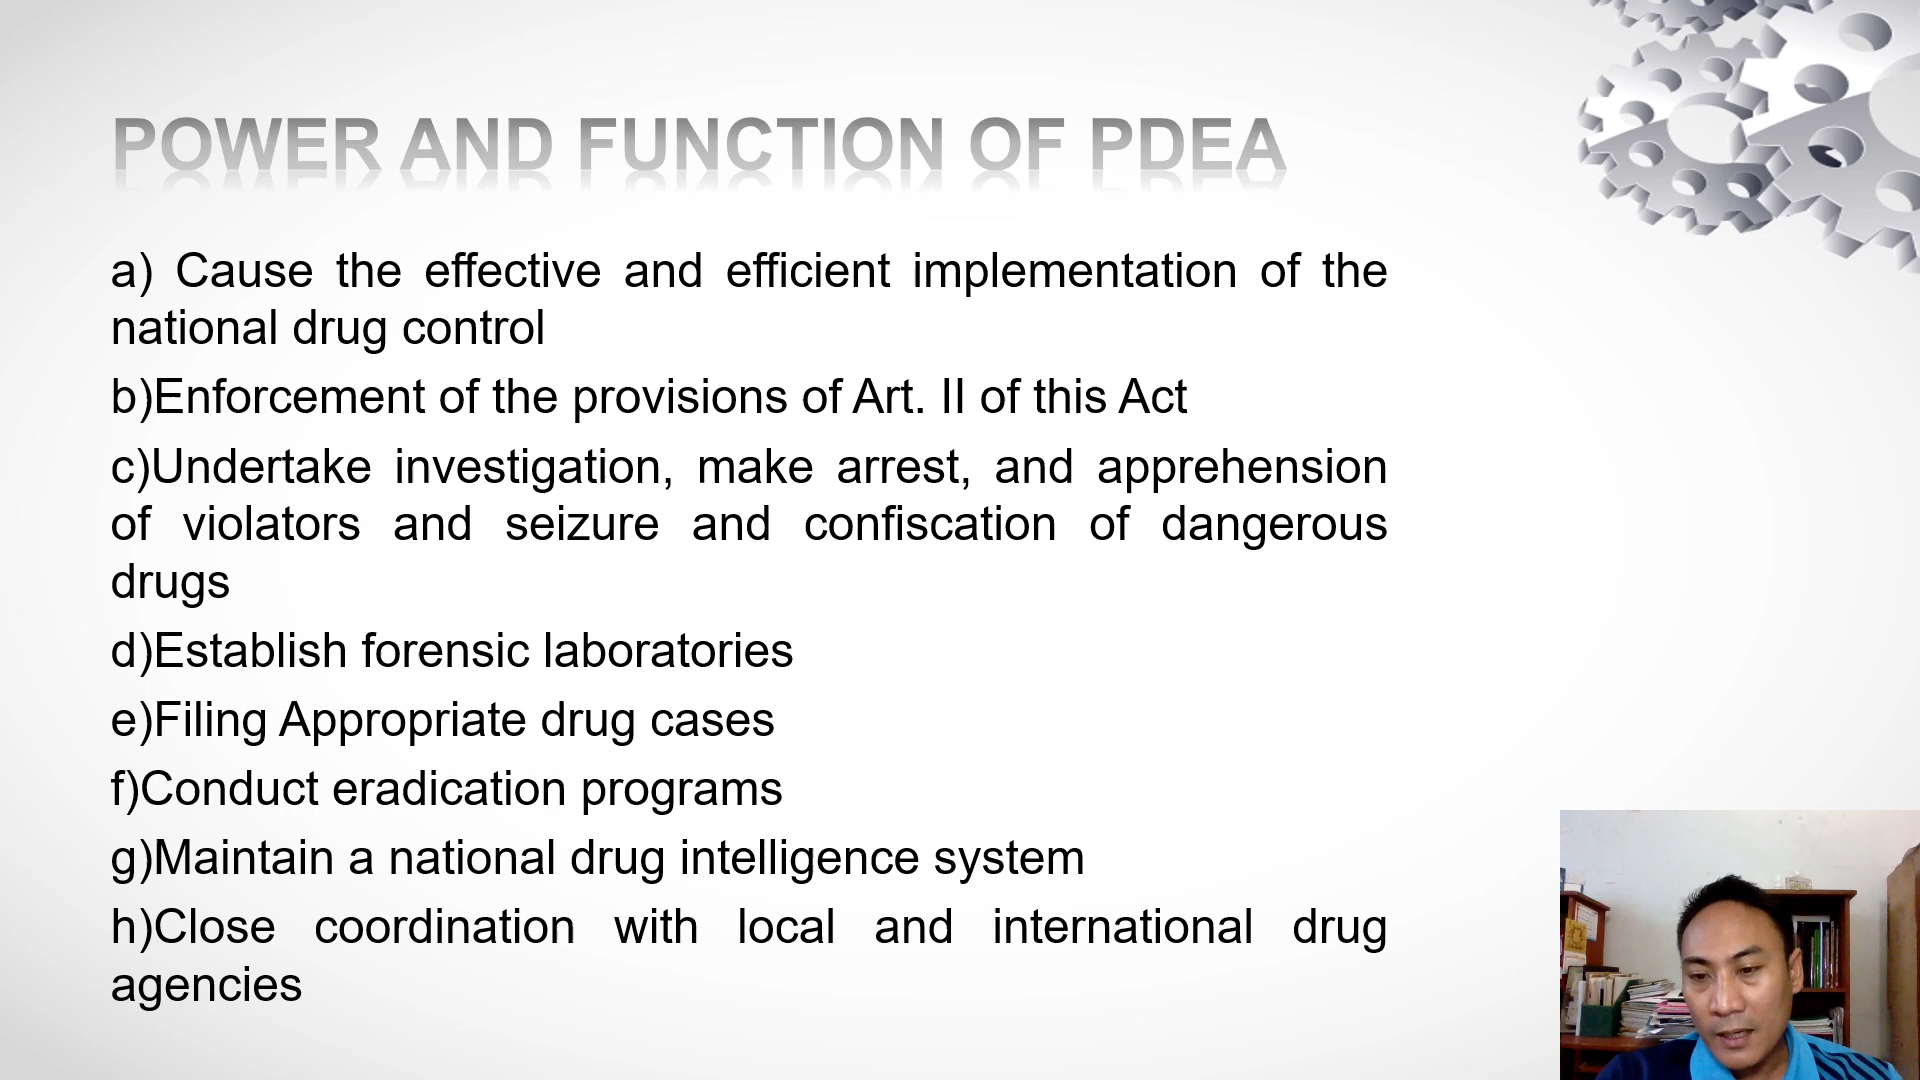 POWER AND FUNCTION OF PDEA
a) Cause the effective and efficient implementation of the
national drug control
b)Enforcement of the provisions of Art. II of this Act
c)Undertake investigation, make arrest, and apprehension
of violators and seizure and confiscation of dangerous
drugs
d)Establish forensic laboratories
e)Filing Appropriate drug cases
f)Conduct eradication programs
g)Maintain a national drug intelligence system
h)Close coordination with local and international drug
agencies